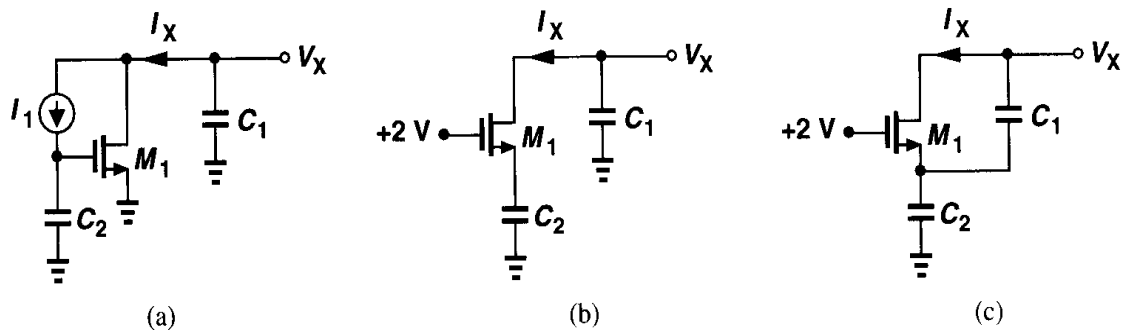 I_X
V_X
I_1
C_1
M_1
C_2
(a)
I_X
V_X
C_1
+2 V
M_1
C_2
(b)
I_X
V_X
C_1
+2 V
M_1
C_2
(c)